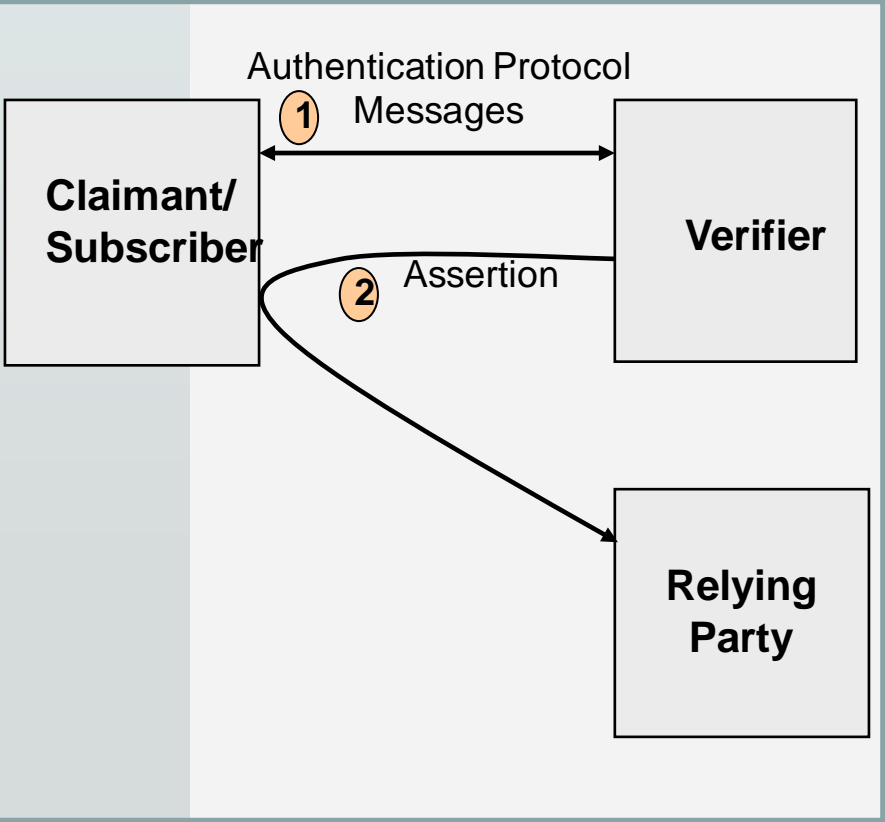 Authentication Protocol
Messages
1
Claimant/
Subscriber
Verifier
2
Assertion
Relying
Party